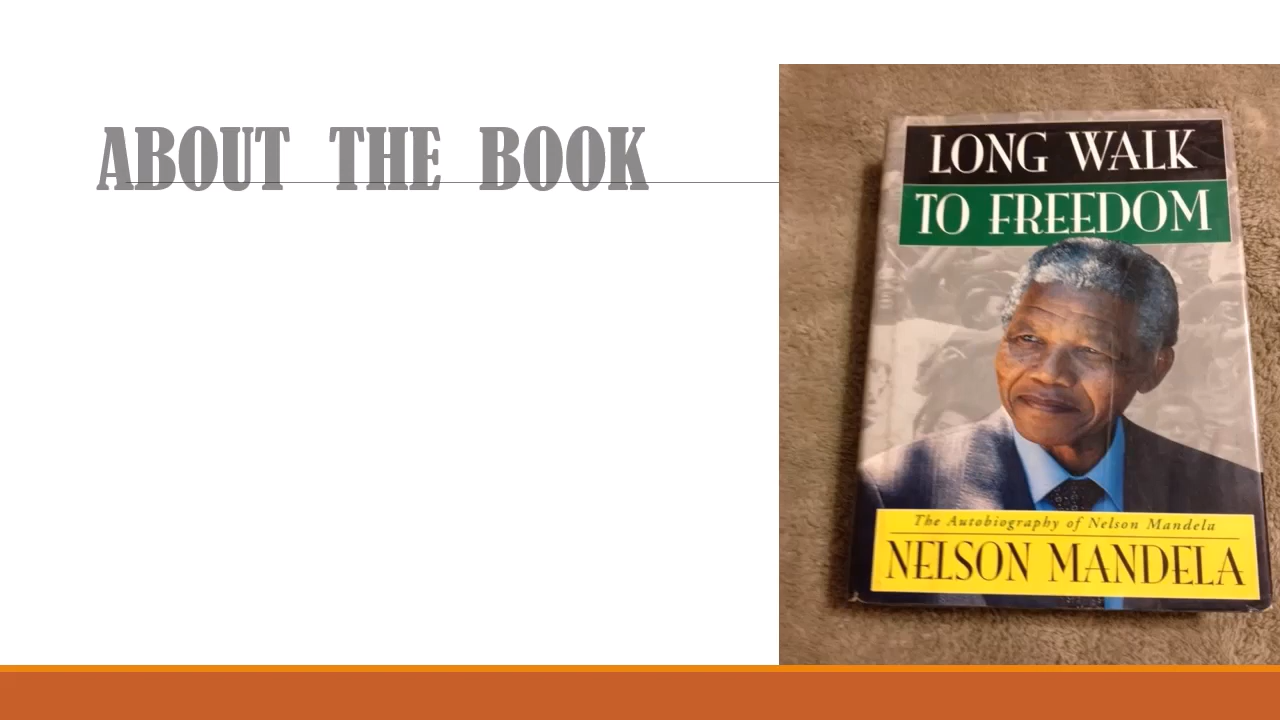 ABOUT THE BOOK
LONG WALK
TO FREEDOM
The Autobiography of Nelson Mandela
NELSON MANDELA